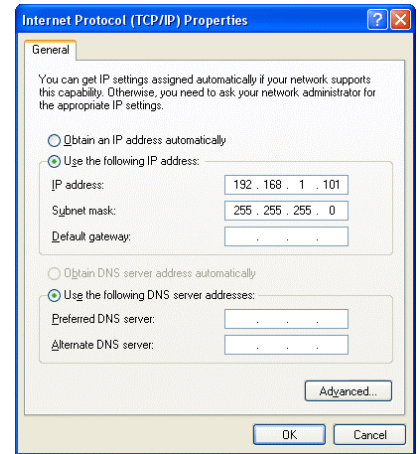 Internet Protocol (TCP/IP) Properties
General
You can get IP settings assigned automatically if your network supports
this capability. Otherwise, you need to ask your network administrator for
the appropriate IP settings.
Obtain an IP address automatically
Use the following IP address:
IP address: 192 . 168 . 1 . 101
Subnet mask: 255 . 255 . 255 . 0
Default gateway: . . .
Obtain DNS server address automatically
Use the following DNS server addresses:
Preferred DNS server: . . .
Alternate DNS server: . . .
Advanced...
OK Cancel